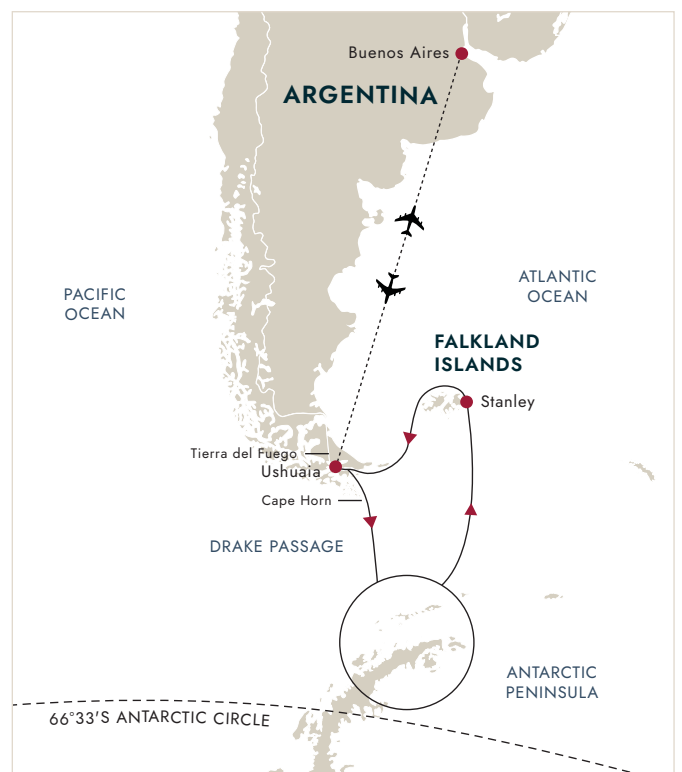 Buenos Aires
ARGENTINA
ATLANTIC
OCEAN
PACIFIC
OCEAN
FALKLAND
ISLANDS
Stanley
Tierra del Fuego
Ushuaia
Cape Horn
DRAKE PASSAGE
ANTARCTIC
PENINSULA
66°33'S ANTARCTIC CIRCLE